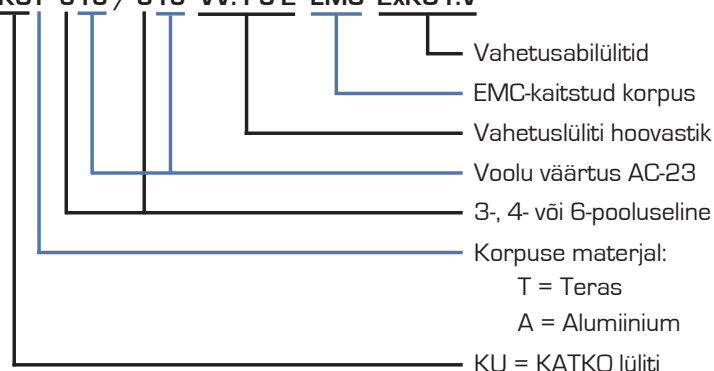 Vahetusabilülitid
EMC-kaitstud korpus
Vahetuslüliti hoovastik
Voolu väärtus AC-23
3-, 4- või 6-pooluseline
Korpuse materjal:
T = Teras
A = Alumiinium
KU = KATKO lüliti